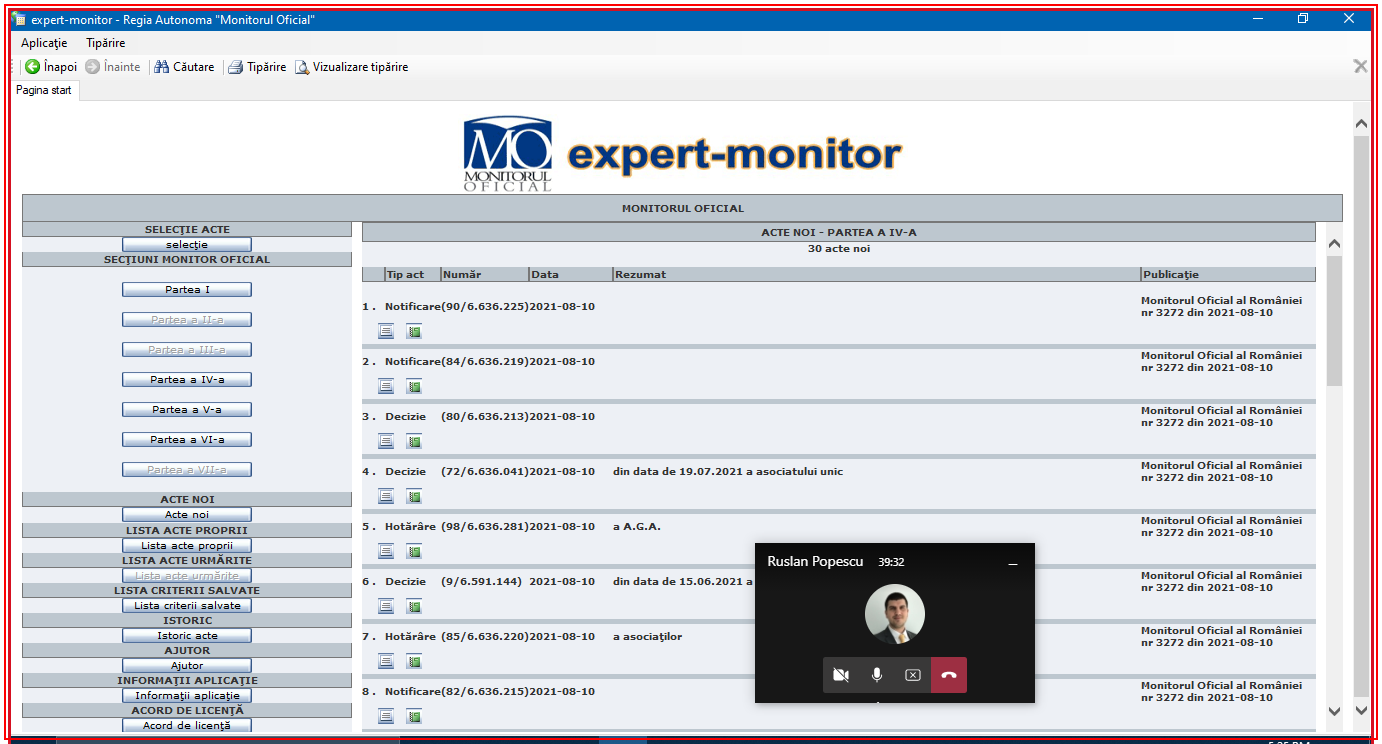 expert-monitor - Regia Autonoma "Monitorul Oficial"
Aplicaţie Tipărire
Înapoi Înainte Căutare Tipărire Vizualizare tipărire
Pagina start
MO
MONITORUL
OFICIAL
expert-monitor
MONITORUL OFICIAL
SELECŢIE ACTE
selecţie
SECŢIUNI MONITOR OFICIAL
Partea I
Partea a II-a
Partea a III-a
Partea a IV-a
Partea a V-a
Partea a VI-a
Partea a VII-a
ACTE NOI
Acte noi
LISTA ACTE PROPRII
Lista acte proprii
LISTA ACTE URMĂRITE
Lista acte urmărite
LISTA CRITERII SALVATE
Lista criterii salvate
ISTORIC
Istoric acte
AJUTOR
Ajutor
INFORMAŢII APLICAŢIE
Informaţii aplicaţie
ACORD DE LICENŢĂ
Acord de licenţă
ACTE NOI - PARTEA A IV-A
30 acte noi
Tip act Număr Data Rezumat Publicaţie
1 . Notificare (90/6.636.225) 2021-08-10
Monitorul Oficial al României
nr 3272 din 2021-08-10
2 . Notificare (84/6.636.219) 2021-08-10
Monitorul Oficial al României
nr 3272 din 2021-08-10
3 . Decizie (80/6.636.213) 2021-08-10
Monitorul Oficial al României
nr 3272 din 2021-08-10
4 . Decizie (72/6.636.041) 2021-08-10 din data de 19.07.2021 a asociatului unic
Monitorul Oficial al României
nr 3272 din 2021-08-10
5 . Hotărâre (98/6.636.281) 2021-08-10 a A.G.A.
Monitorul Oficial al României
nr 3272 din 2021-08-10
6 . Decizie (9/6.591.144) 2021-08-10 din data de 15.06.2021 a
Monitorul Oficial al României
nr 3272 din 2021-08-10
7 . Hotărâre (85/6.636.220) 2021-08-10 a asociaţilor
Monitorul Oficial al României
nr 3272 din 2021-08-10
8 . Notificare (82/6.636.215) 2021-08-10
Monitorul Oficial al României
nr 3272 din 2021-08-10
Ruslan Popescu 39:32